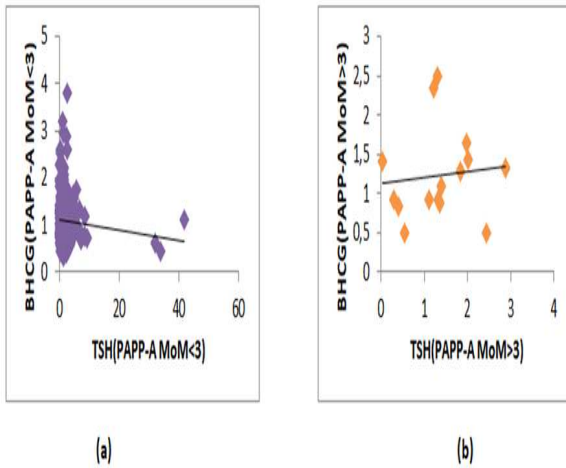 BHCG(PAPP-A MoM<3)
5
4
3
2
1
0
0 20 40 60
TSH(PAPP-A MoM<3)
(a)
BHCG(PAPP-A MoM>3)
3
2,5
2
1,5
1
0,5
0
0 1 2 3 4
TSH(PAPP-A MoM>3)
(b)